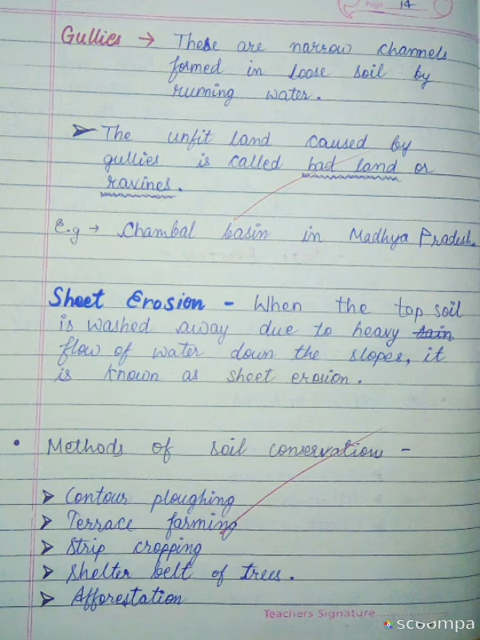 Page 14
Gullies → These are narrow channels
formed in loose soil by
running water.
➤ The unfit land caused by
gullies is called bad land or
ravines.
E.g → Chambal basin in Madhya Pradesh.
Sheet Erosion - When the top soil
is washed away due to heavy rain
flow of water down the slopes, it
is known as sheet erosion.
• Methods of soil conservation -
➤ Contour ploughing
➤ Terrace farming
➤ Strip cropping
➤ Shelter belt of trees.
➤ Afforestation
Teachers Signature
scoompa